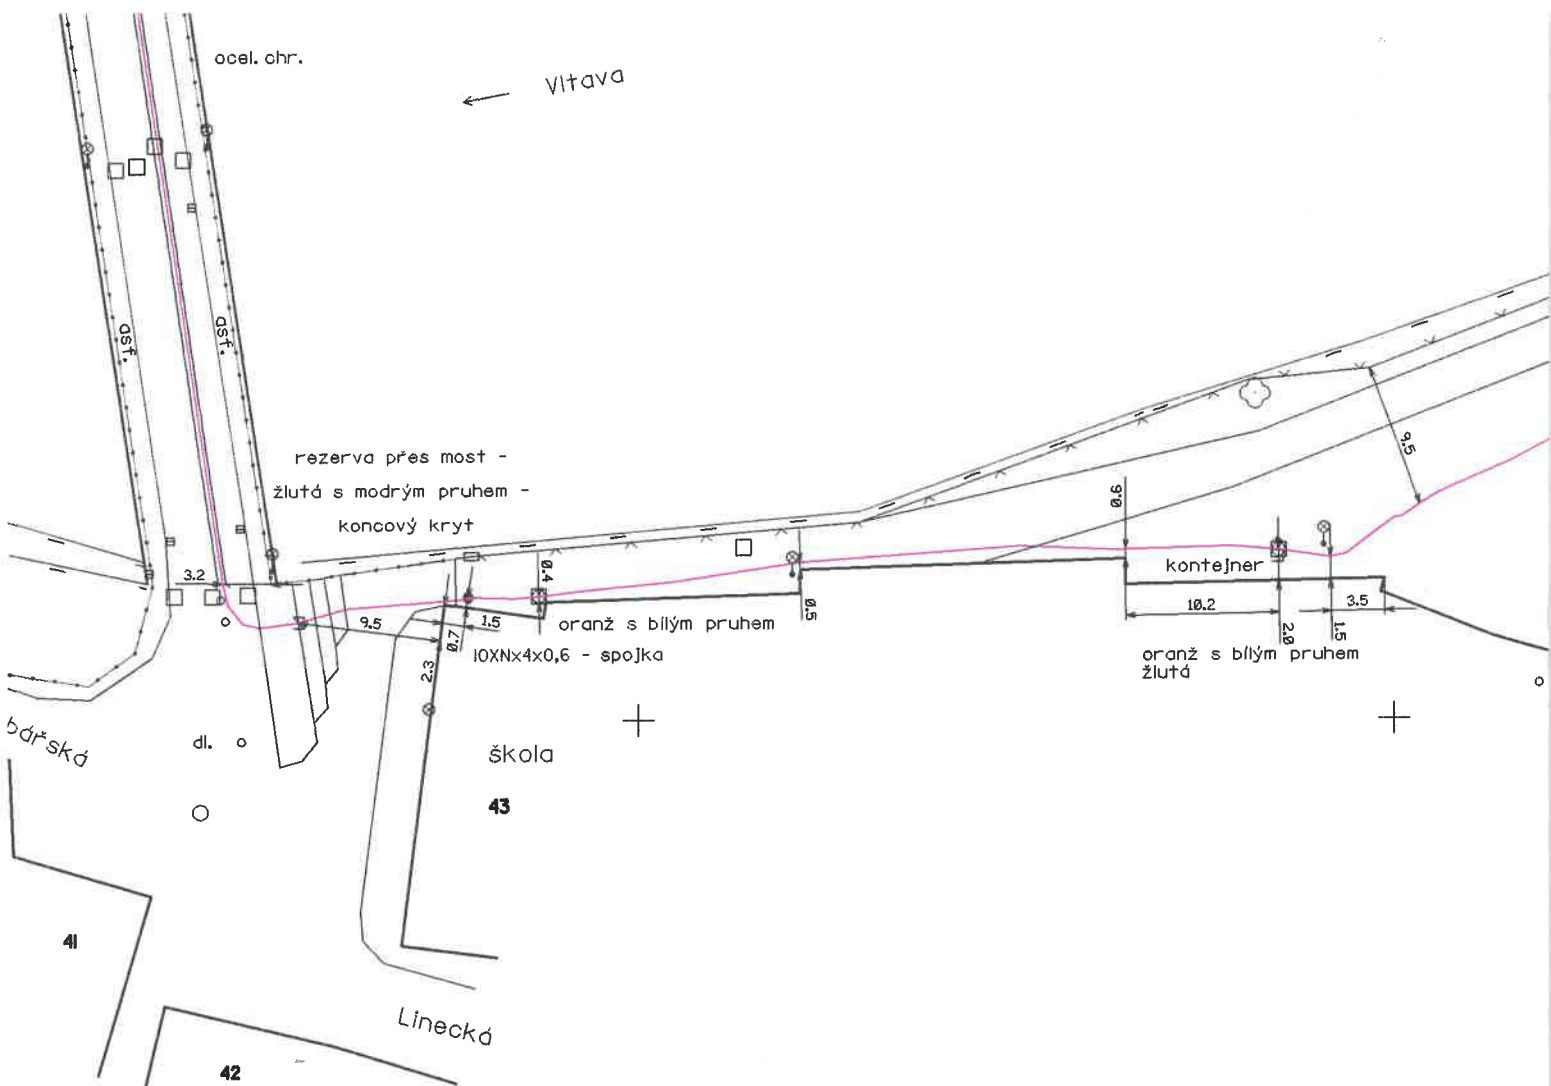 ocel. chr.
Vltava
asf.
asf.
rezerva přes most -
žlutá s modrým pruhem -
koncový kryt
9.5
0.6
3.2
0.4
kontejner
9.5
0.7
1.5
oranž s bílým pruhem
0.5
10.2
2.0
1.5
3.5
2.3
10XNx4x0,6 - spojka
oranž s bílým pruhem
žlutá
bářská
dl.
škola
43
41
Linecká
42